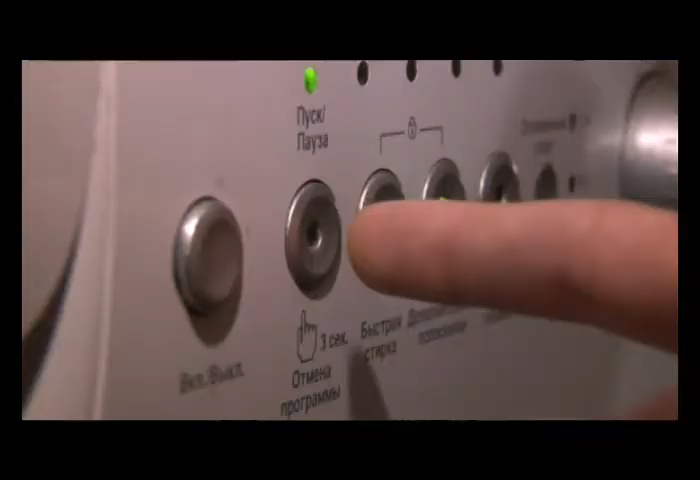 Пуск/
Пауза
3 сек.
Быстрая
стирка
Отмена
программы
Вкл./Выкл.